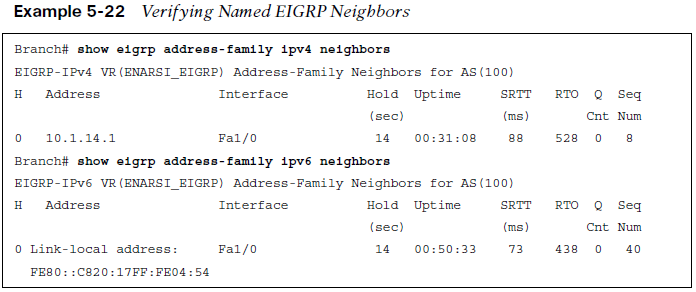 Example 5-22 Verifying Named EIGRP Neighbors
Branch# show eigrp address-family ipv4 neighbors
EIGRP-IPv4 VR(ENARSI_EIGRP) Address-Family Neighbors for AS(100)
H Address Interface Hold Uptime SRTT RTO Q Seq
(sec) (ms) Cnt Num
0 10.1.14.1 Fa1/0 14 00:31:08 88 528 0 8
Branch# show eigrp address-family ipv6 neighbors
EIGRP-IPv6 VR(ENARSI_EIGRP) Address-Family Neighbors for AS(100)
H Address Interface Hold Uptime SRTT RTO Q Seq
(sec) (ms) Cnt Num
0 Link-local address: Fa1/0 14 00:50:33 73 438 0 40
FE80::C820:17FF:FE04:54